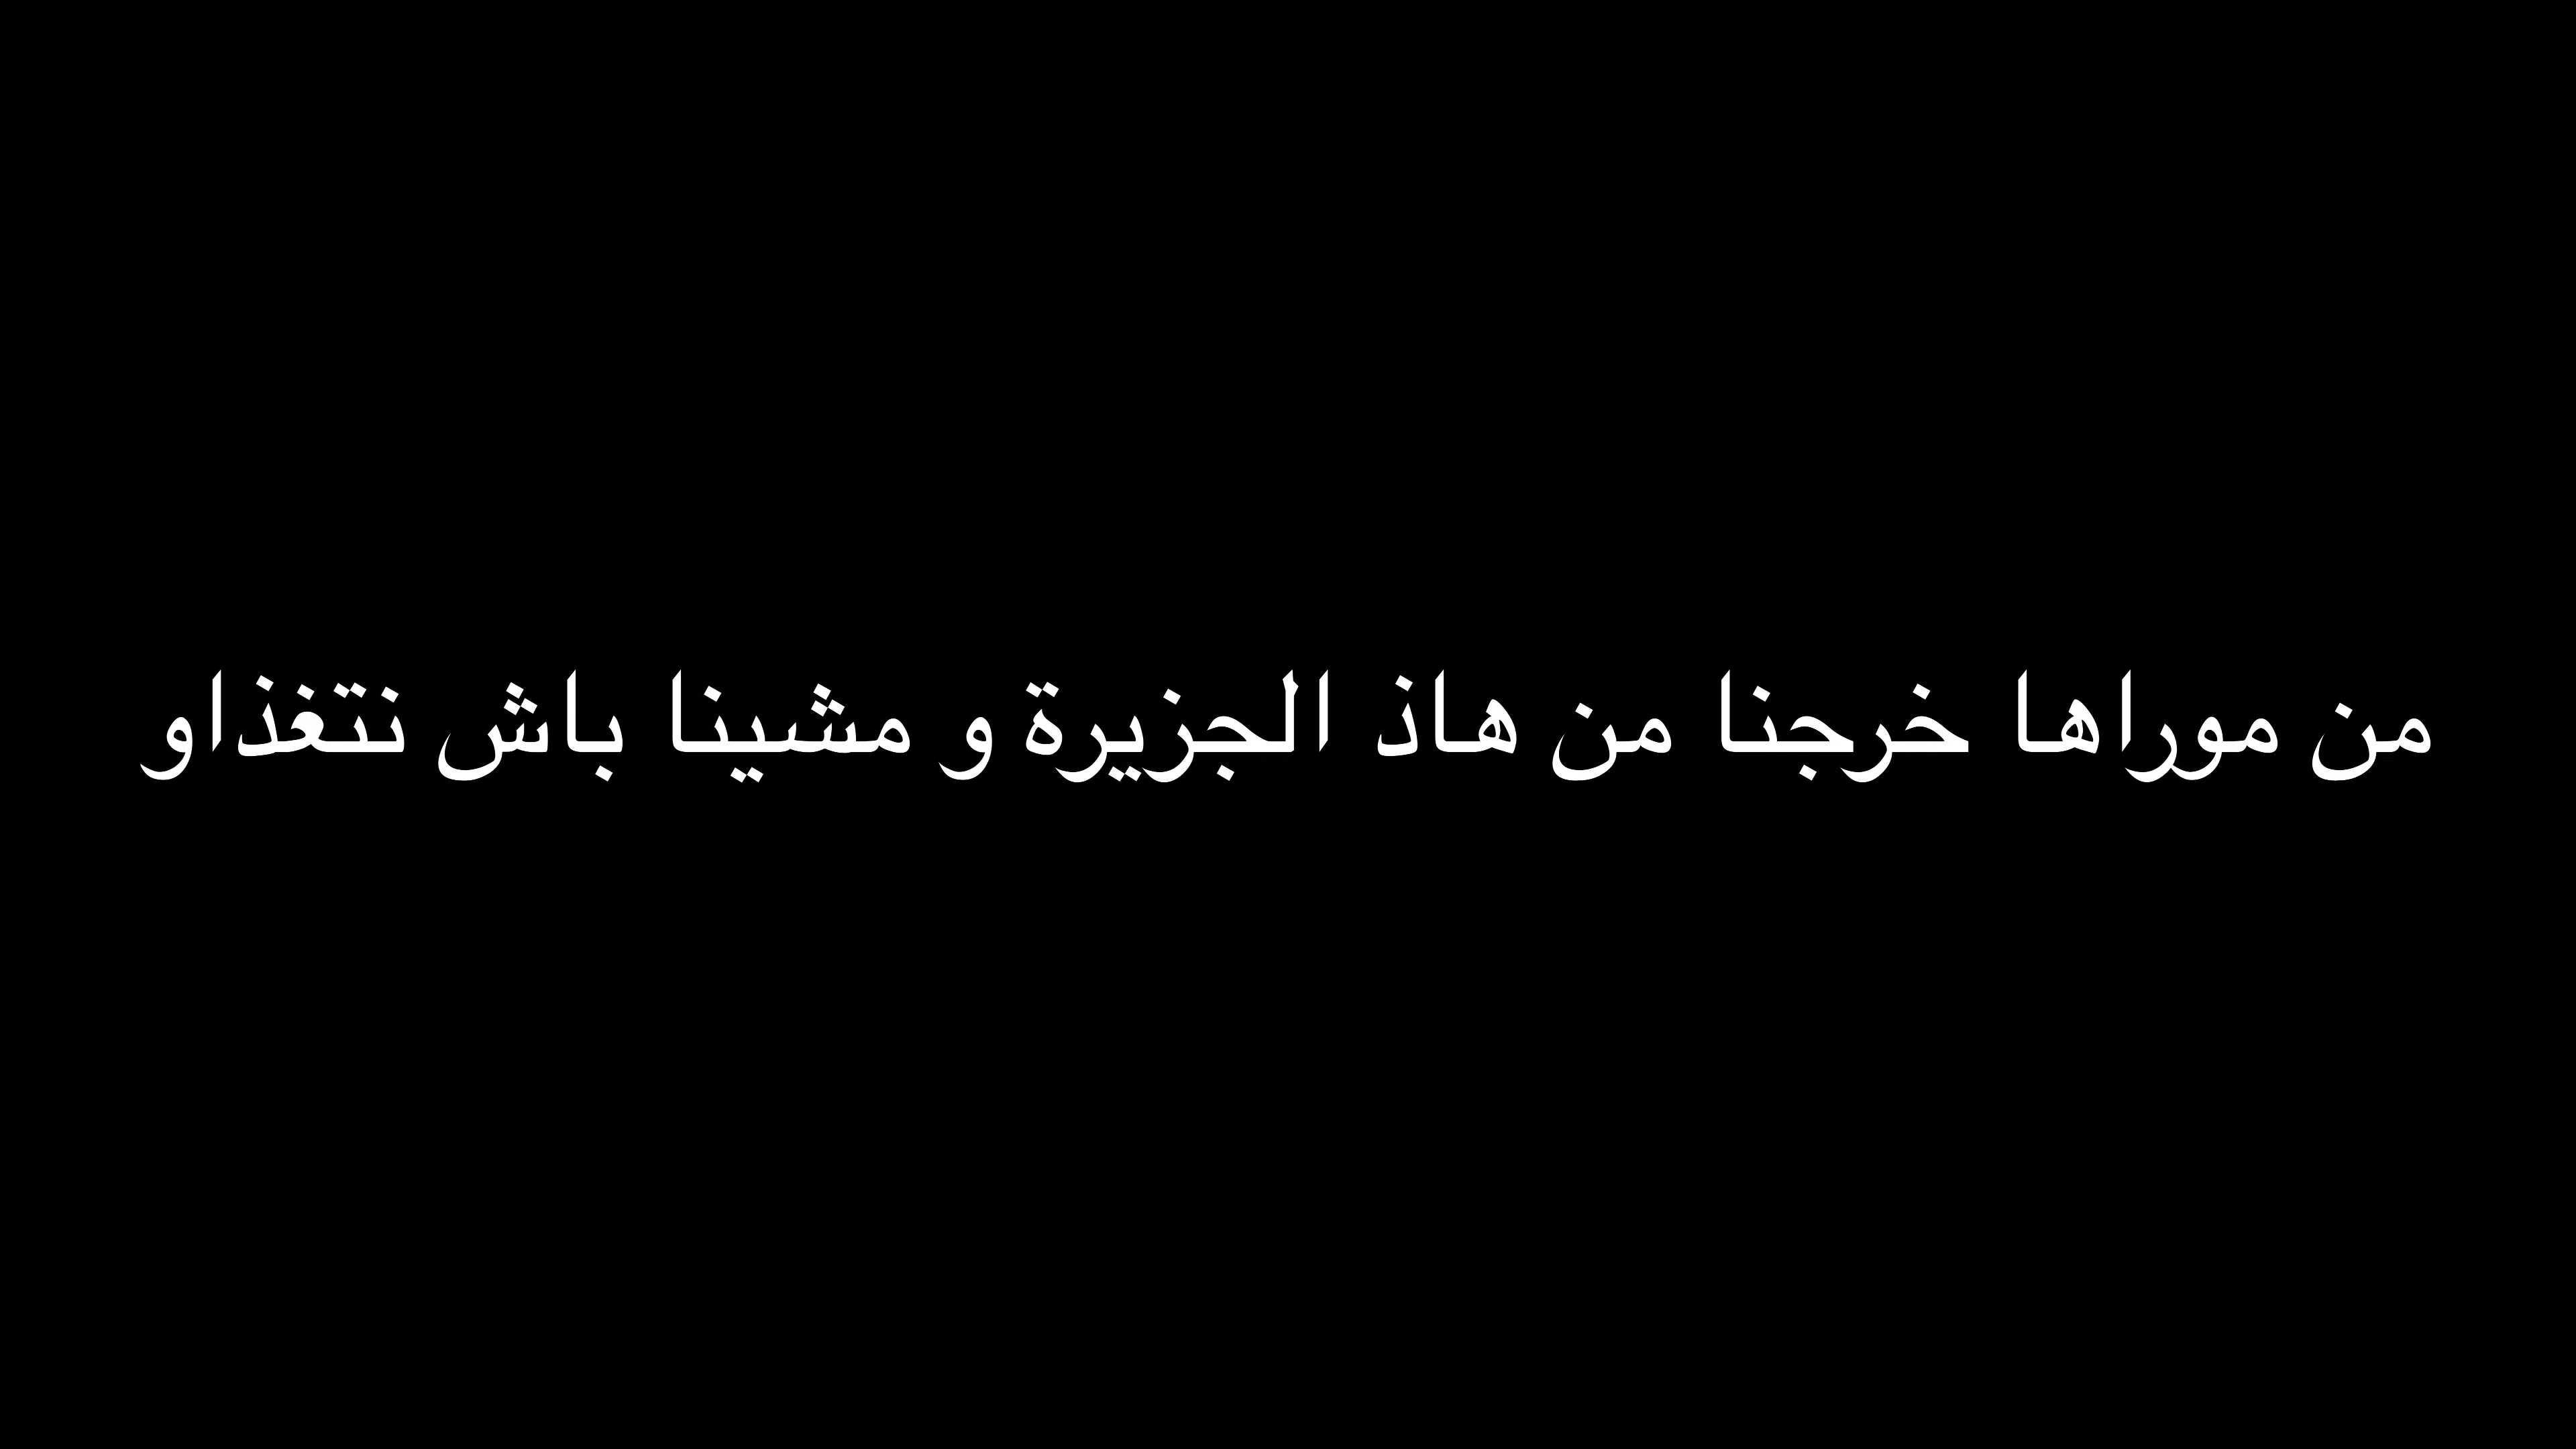 من موراها خرجنا من هاذ الجزيرة و مشينا باش نتغذاو